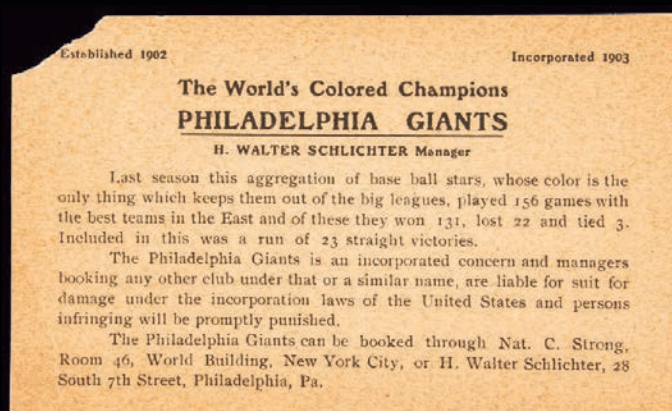 Established 1902
Incorporated 1903
The World's Colored Champions
PHILADELPHIA GIANTS
H. WALTER SCHLICHTER Manager
Last season this aggregation of base ball stars, whose color is the
only thing which keeps them out of the big leagues, played 156 games with
the best teams in the East and of these they won 131, lost 22 and tied 3.
Included in this was a run of 23 straight victories.
The Philadelphia Giants is an incorporated concern and managers
booking any other club under that or a similar name, are liable for suit for
damage under the incorporation laws of the United States and persons
infringing will be promptly punished.
The Philadelphia Giants can be booked through Nat. C. Strong,
Room 46, World Building, New York City, or H. Walter Schlichter, 28
South 7th Street, Philadelphia, Pa.